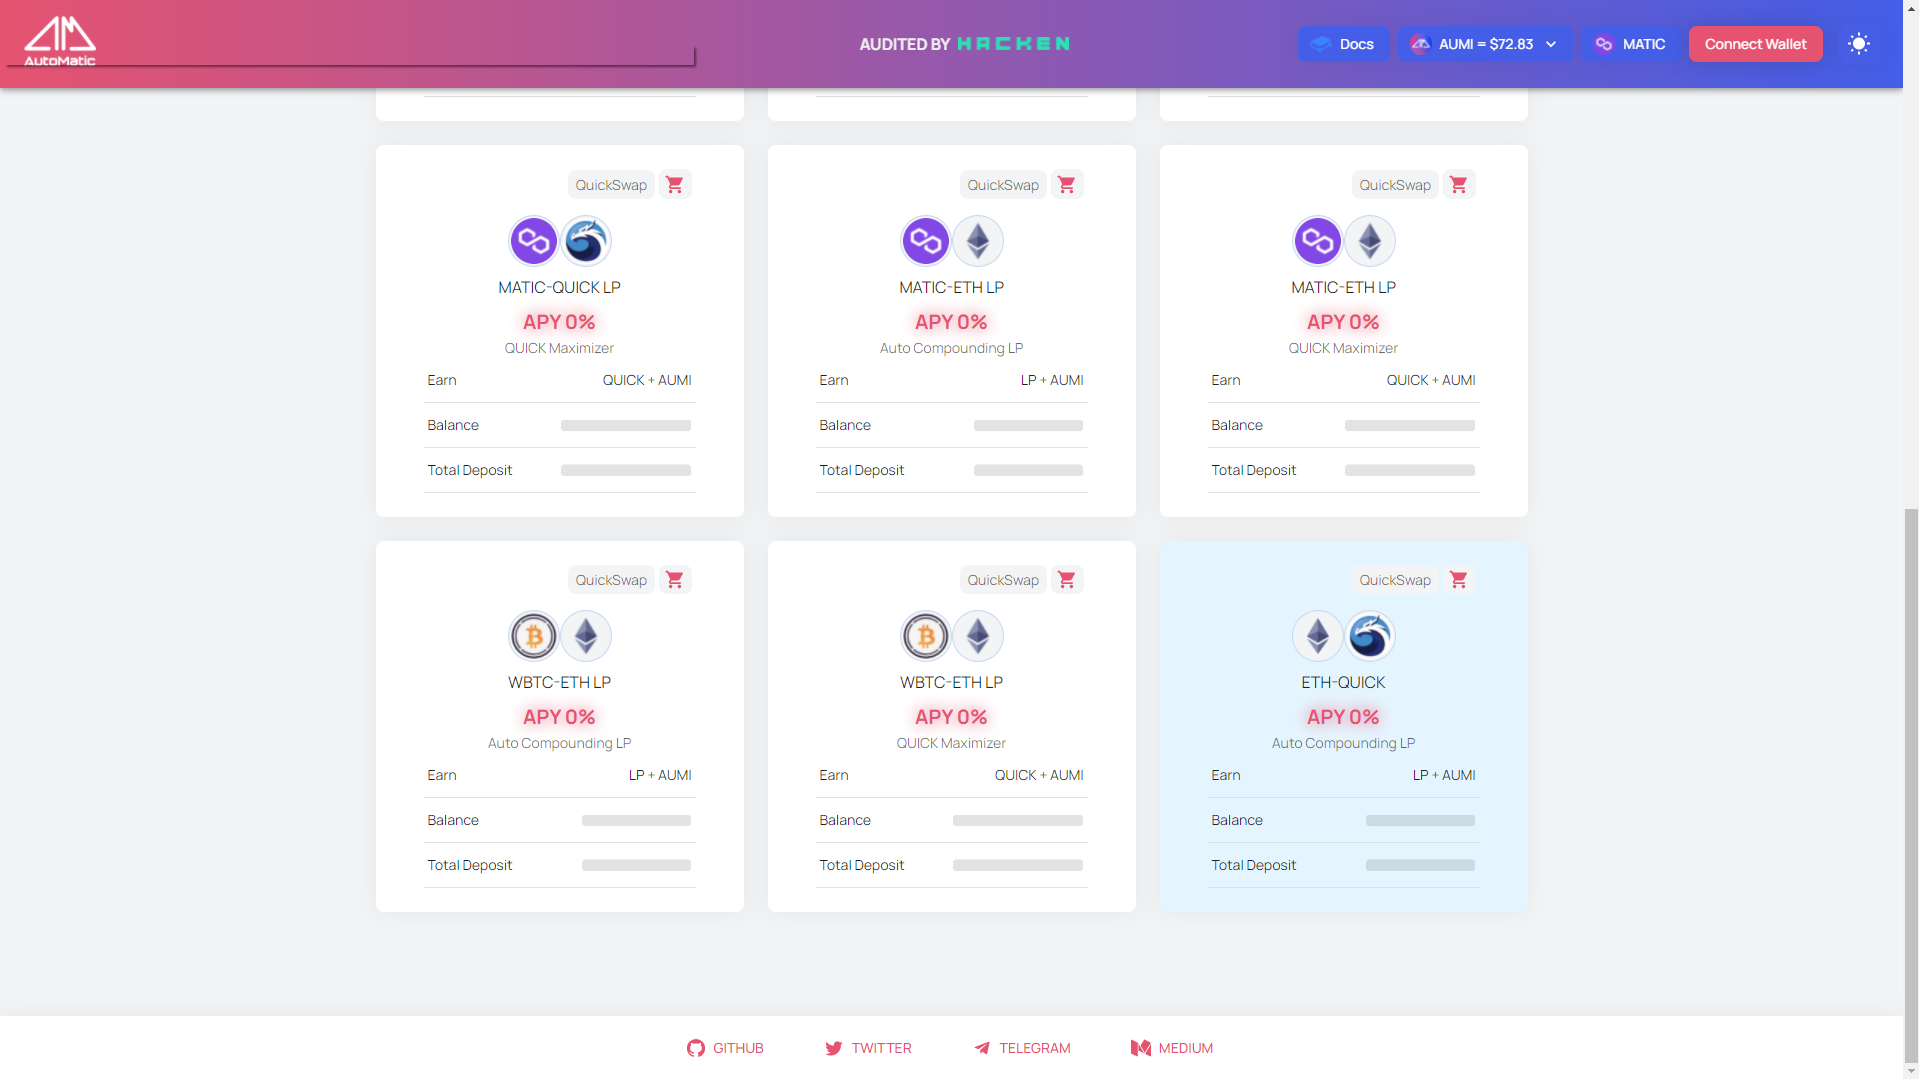 AutoMatic
AUDITED BY HACKEN
Docs
AUMI = $72.83
MATIC
Connect Wallet
QuickSwap
MATIC-QUICK LP
APY 0%
QUICK Maximizer
Earn QUICK + AUMI
Balance
Total Deposit
QuickSwap
MATIC-ETH LP
APY 0%
Auto Compounding LP
Earn LP + AUMI
Balance
Total Deposit
QuickSwap
MATIC-ETH LP
APY 0%
QUICK Maximizer
Earn QUICK + AUMI
Balance
Total Deposit
QuickSwap
WBTC-ETH LP
APY 0%
Auto Compounding LP
Earn LP + AUMI
Balance
Total Deposit
QuickSwap
WBTC-ETH LP
APY 0%
QUICK Maximizer
Earn QUICK + AUMI
Balance
Total Deposit
QuickSwap
ETH-QUICK
APY 0%
Auto Compounding LP
Earn LP + AUMI
Balance
Total Deposit
GITHUB
TWITTER
TELEGRAM
MEDIUM